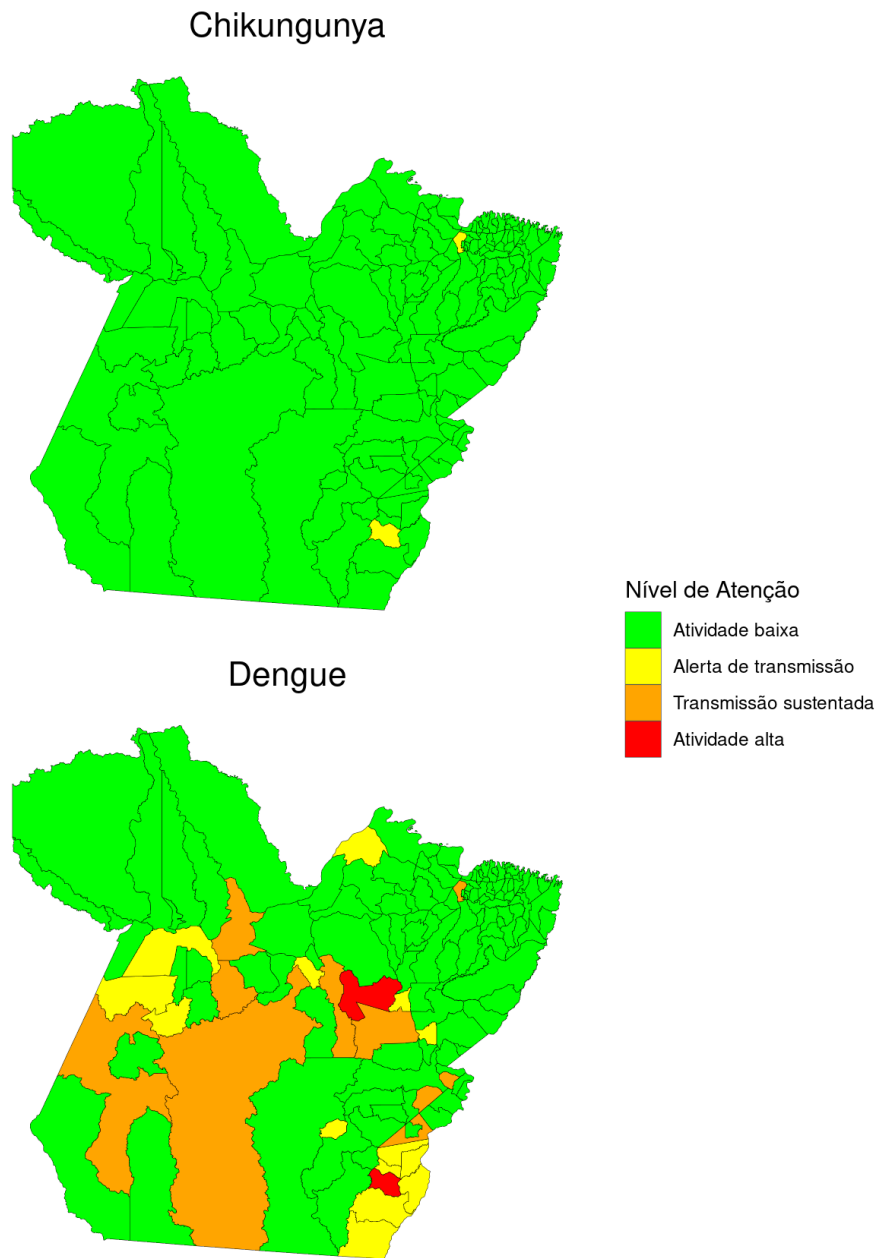 Chikungunya
Nível de Atenção
Atividade baixa
Alerta de transmissão
Transmissão sustentada
Atividade alta
Dengue